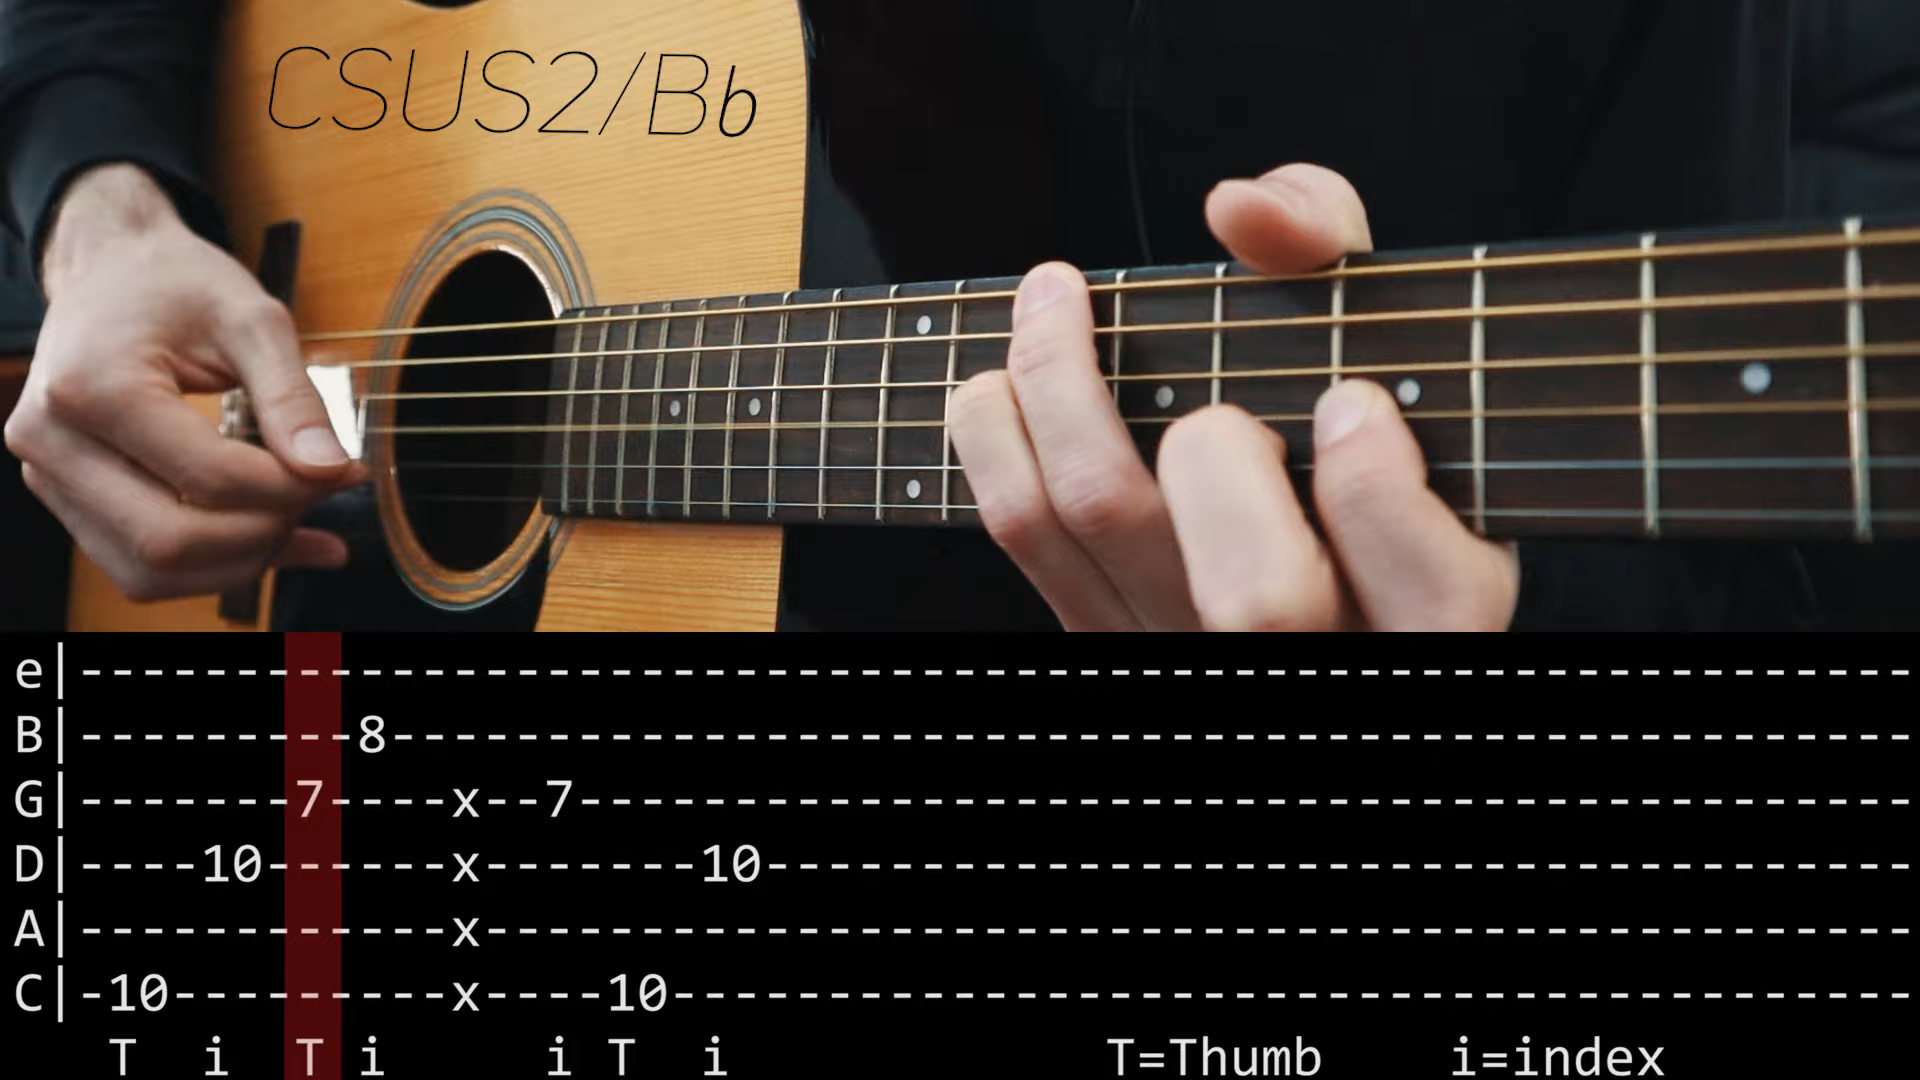 CSUS2/Bb
e|-----------------------------------------------------------
B|---------8-------------------------------------------------
G|-------7----x--7-------------------------------------------
D|----10------x-------10-------------------------------------
A|------------x----------------------------------------------
C|-10---------x----10----------------------------------------
T i T i i T i T=Thumb i=index